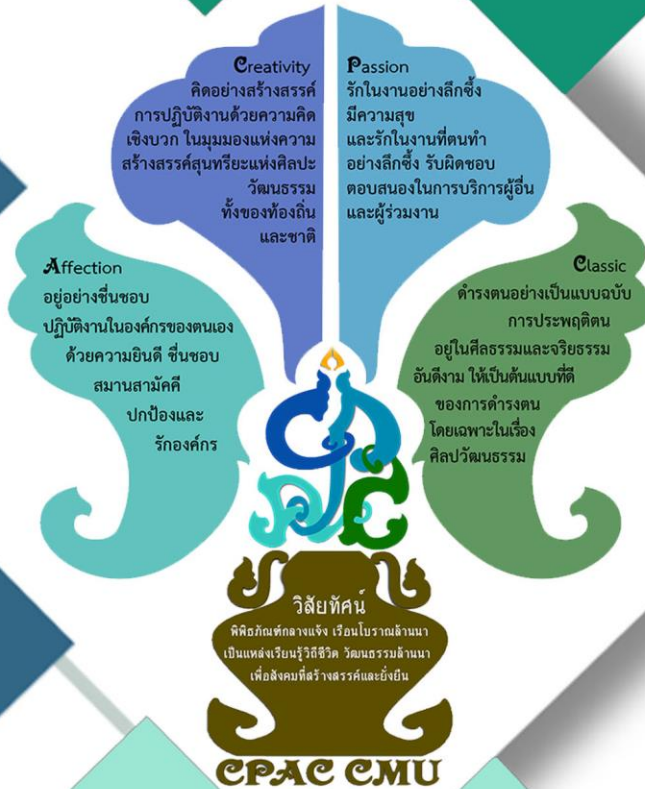 Creativity
คิดอย่างสร้างสรรค์
การปฏิบัติงานด้วยความคิด
เชิงบวก ในมุมมองแห่งความ
สร้างสรรค์สุนทรียะแห่งศิลปะ
วัฒนธรรม
ทั้งของท้องถิ่น
และชาติ
Passion
รักในงานอย่างลึกซึ้ง
มีความสุข
และรักในงานที่ตนทำ
อย่างลึกซึ้ง รับผิดชอบ
ตอบสนองในการบริการผู้อื่น
และผู้ร่วมงาน
Affection
อยู่อย่างชื่นชอบ
ปฏิบัติงานในองค์กรของตนเอง
ด้วยความยินดี ชื่นชอบ
สมานสามัคคี
ปกป้องและ
รักองค์กร
Classic
ดำรงตนอย่างเป็นแบบฉบับ
การประพฤติตน
อยู่ในศีลธรรมและจริยธรรม
อันดีงาม ให้เป็นต้นแบบที่ดี
ของการดำรงตน
โดยเฉพาะในเรื่อง
ศิลปวัฒนธรรม
วิสัยทัศน์
พิพิธภัณฑ์กลางแจ้ง เรือนโบราณล้านนา
เป็นแหล่งเรียนรู้วิถีชีวิต วัฒนธรรมล้านนา
เพื่อสังคมที่สร้างสรรค์และยั่งยืน
CPAC CMU